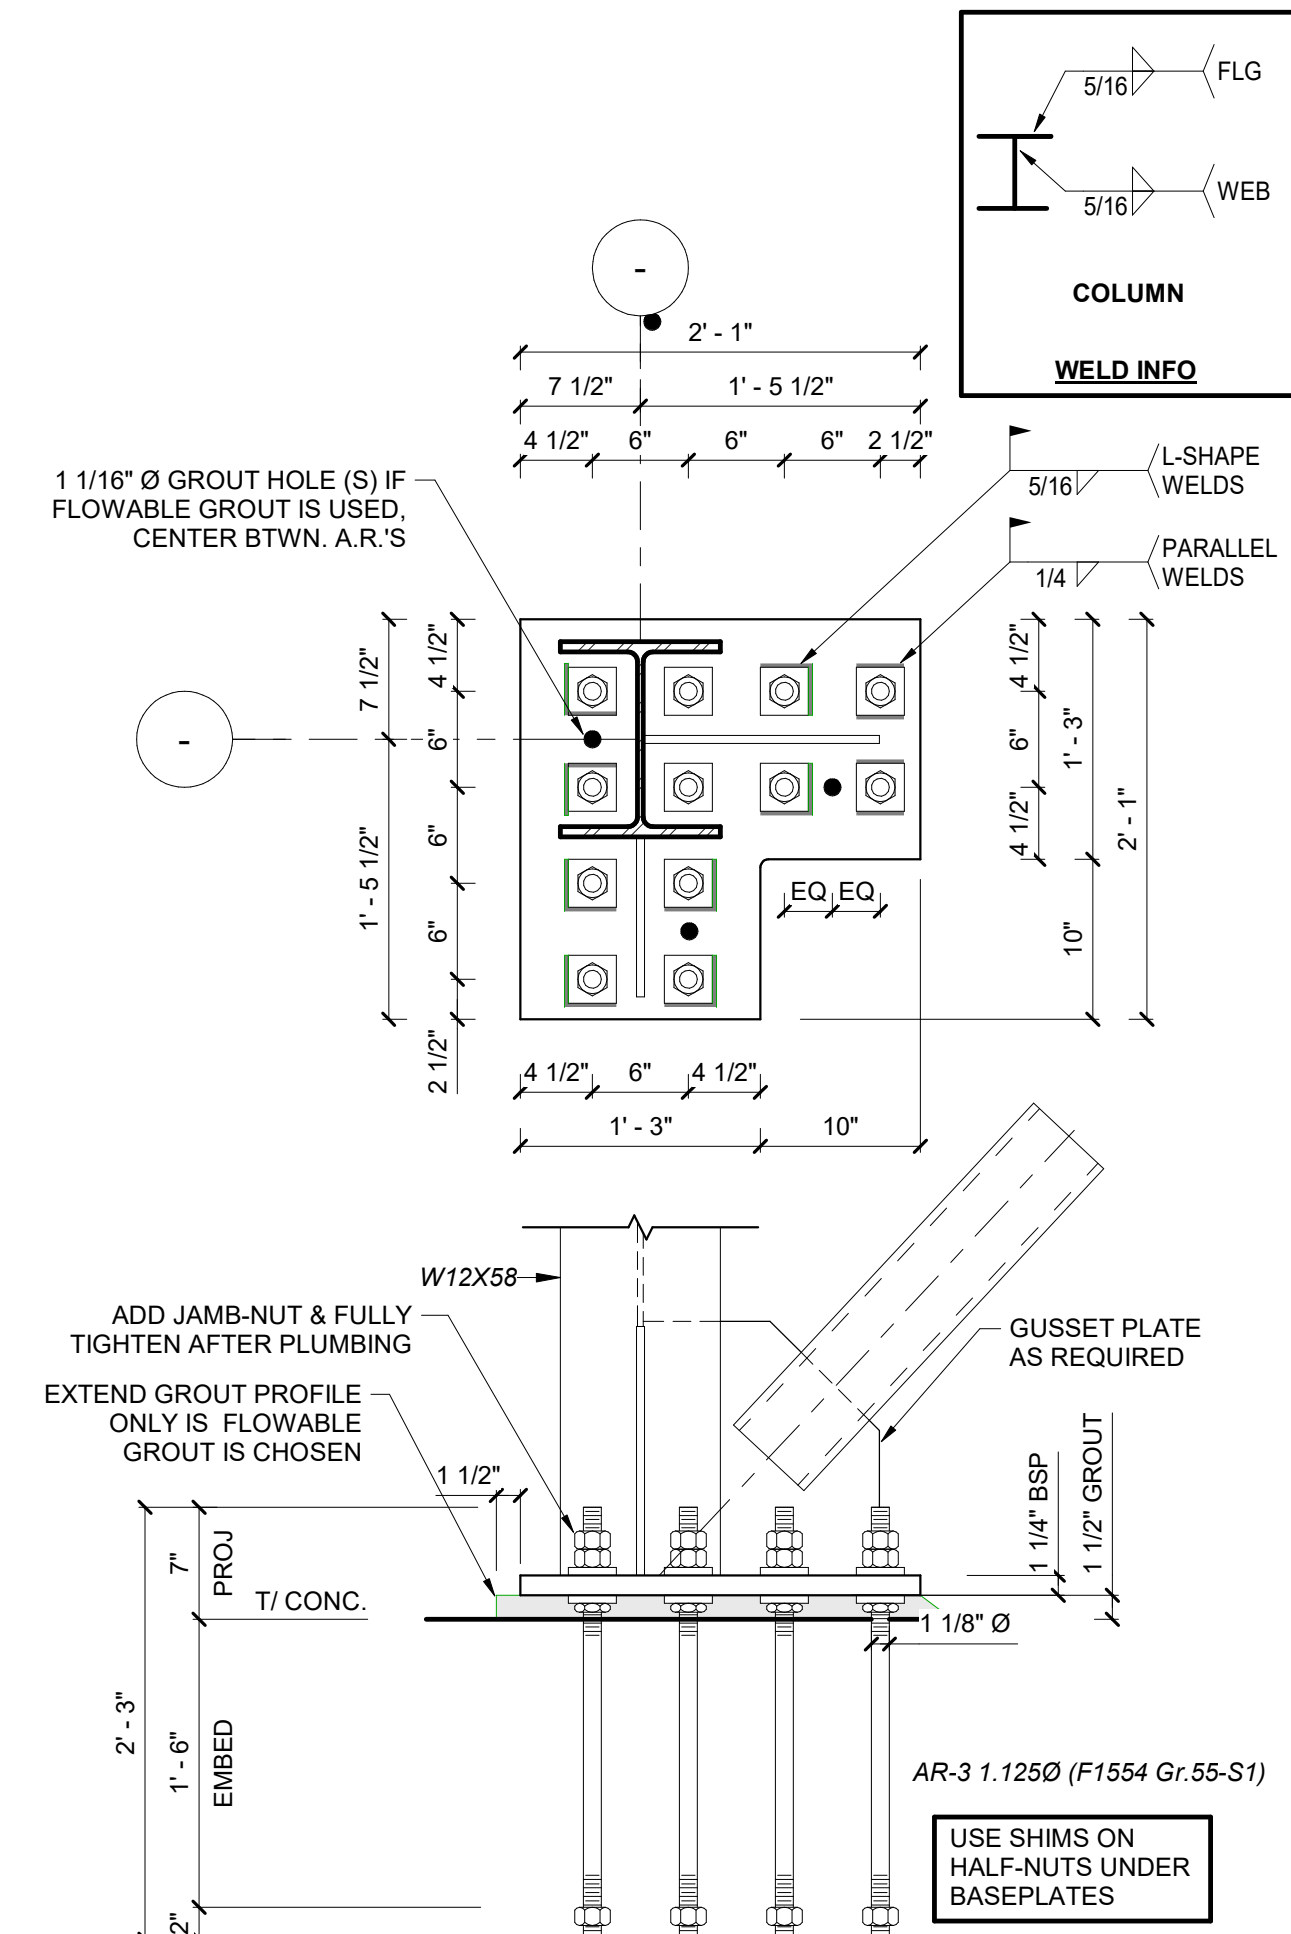 5/16
FLG
5/16
WEB
COLUMN
WELD INFO
-
2' - 1"
7 1/2"
1' - 5 1/2"
4 1/2"
6"
6"
6"
2 1/2"
L-SHAPE
WELDS
5/16
PARALLEL
WELDS
1/4
1 1/16" Ø GROUT HOLE (S) IF
FLOWABLE GROUT IS USED,
CENTER BTWN. A.R.'S
-
7 1/2"
1' - 5 1/2"
4 1/2"
6"
6"
6"
2 1/2"
4 1/2"
6"
4 1/2"
1' - 3"
10"
2' - 1"
EQ
EQ
4 1/2"
6"
4 1/2"
1' - 3"
10"
W12X58
ADD JAMB-NUT & FULLY
TIGHTEN AFTER PLUMBING
GUSSET PLATE
AS REQUIRED
EXTEND GROUT PROFILE
ONLY IS FLOWABLE
GROUT IS CHOSEN
1 1/2"
1 1/4" BSP
1 1/2" GROUT
7"
PROJ
T/ CONC.
1 1/8" Ø
2' - 3"
1' - 6"
EMBED
2"
AR-3 1.125Ø (F1554 Gr.55-S1)
USE SHIMS ON
HALF-NUTS UNDER
BASEPLATES